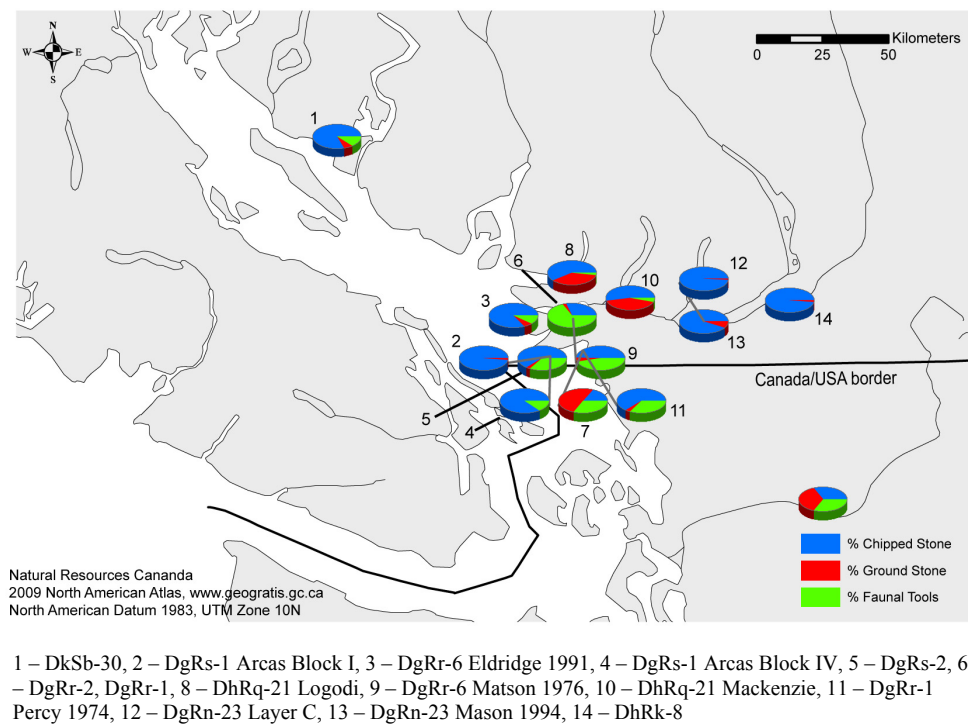 N
W E
S
Kilometers
0 25 50
1
8
6
12
10
3
14
13
2
9
Canada/USA border
5
4
7
11
% Chipped Stone
% Ground Stone
% Faunal Tools
Natural Resources Cananda
2009 North American Atlas, www.geogratis.gc.ca
North American Datum 1983, UTM Zone 10N
1 – DkSb-30, 2 – DgRs-1 Arcas Block I, 3 – DgRr-6 Eldridge 1991, 4 – DgRs-1 Arcas Block IV, 5 – DgRs-2, 6
– DgRr-2, DgRr-1, 8 – DhRq-21 Logodi, 9 – DgRr-6 Matson 1976, 10 – DhRq-21 Mackenzie, 11 – DgRr-1
Percy 1974, 12 – DgRn-23 Layer C, 13 – DgRn-23 Mason 1994, 14 – DhRk-8